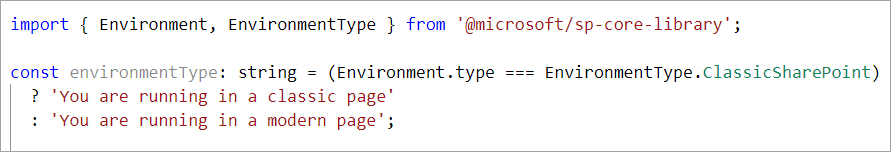 import { Environment, EnvironmentType } from '@microsoft/sp-core-library';
const environmentType: string = (Environment.type === EnvironmentType.ClassicSharePoint)
? 'You are running in a classic page'
: 'You are running in a modern page';